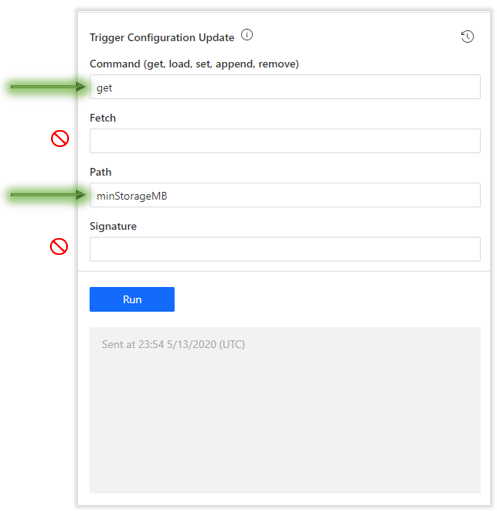 Trigger Configuration Update
Command (get, load, set, append, remove)
get
Fetch
Path
minStorageMB
Signature
Run
Sent at 23:54 5/13/2020 (UTC)